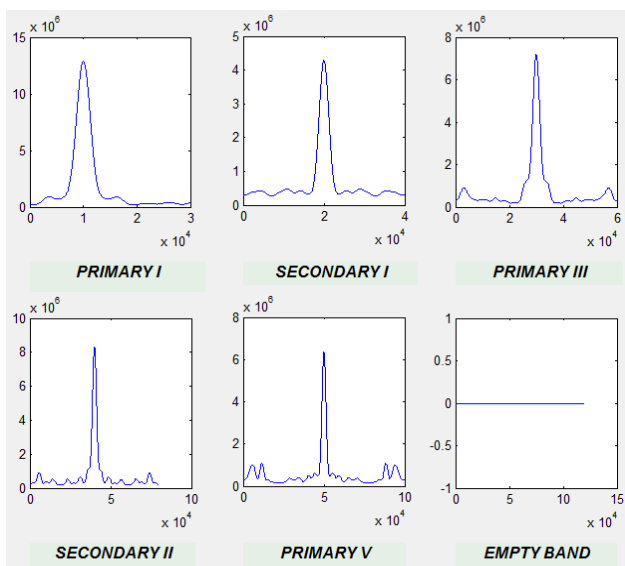 x 10^6
15
10
5
0
0 1 2 3
x 10^4
PRIMARY I
x 10^6
5
4
3
2
1
0
0 2 4
x 10^4
SECONDARY I
x 10^6
8
6
4
2
0
0 2 4 6
x 10^4
PRIMARY III
x 10^6
10
8
6
4
2
0
0 5 10
x 10^4
SECONDARY II
x 10^6
8
6
4
2
0
0 5 10
x 10^4
PRIMARY V
1
0.5
0
-0.5
-1
0 5 10 15
x 10^4
EMPTY BAND